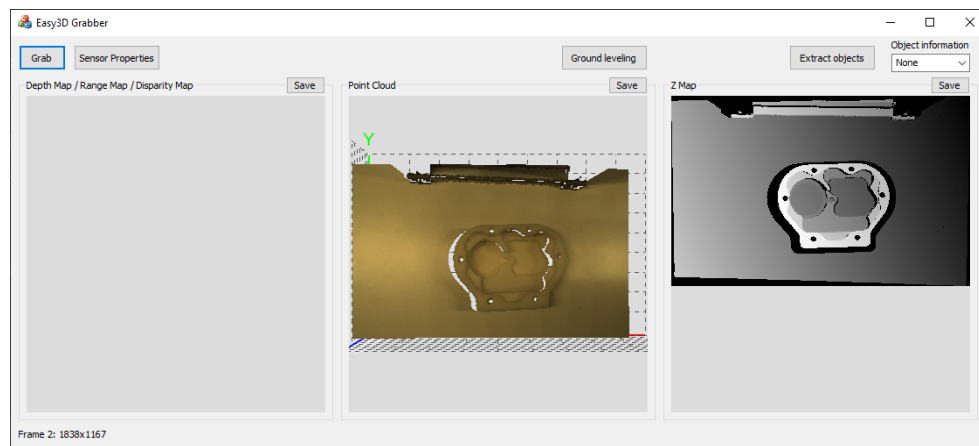 Easy3D Grabber
Grab
Sensor Properties
Ground leveling
Extract objects
Object information
None
Depth Map / Range Map / Disparity Map
Save
Point Cloud
Save
Z Map
Save
Y
Frame 2: 1838x1167